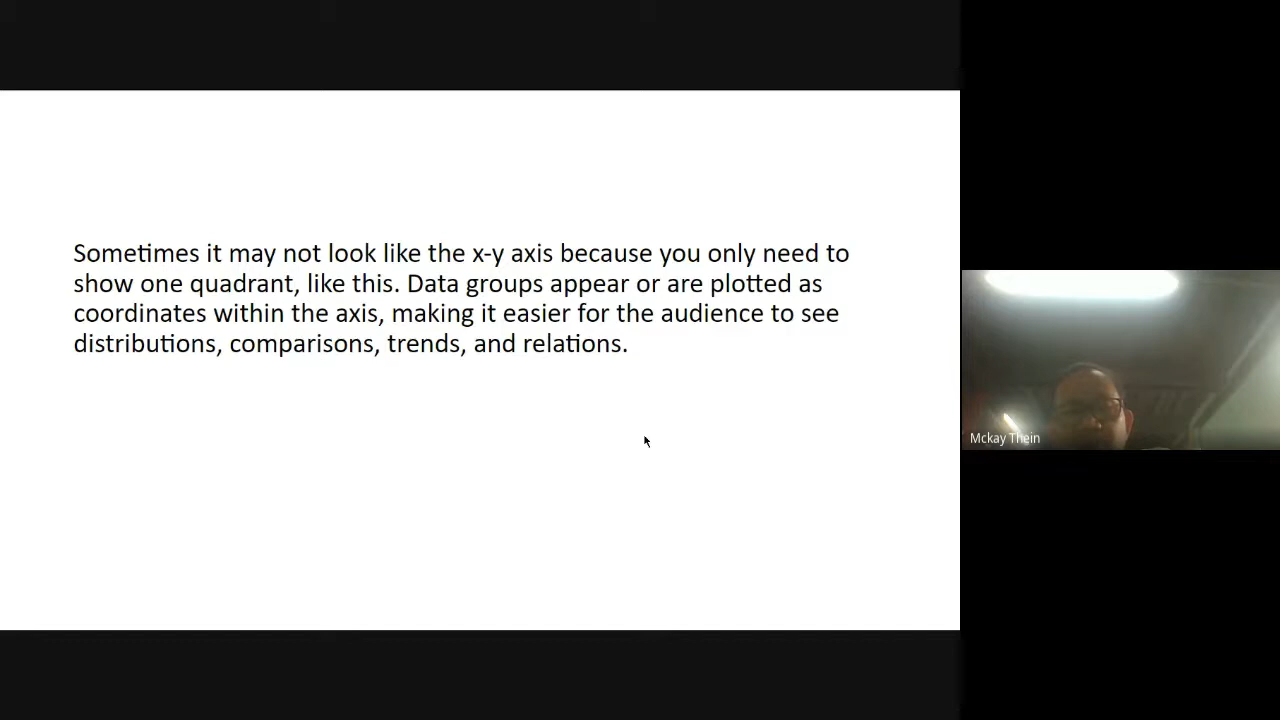 Sometimes it may not look like the x-y axis because you only need to
show one quadrant, like this. Data groups appear or are plotted as
coordinates within the axis, making it easier for the audience to see
distributions, comparisons, trends, and relations.
Mckay Thein